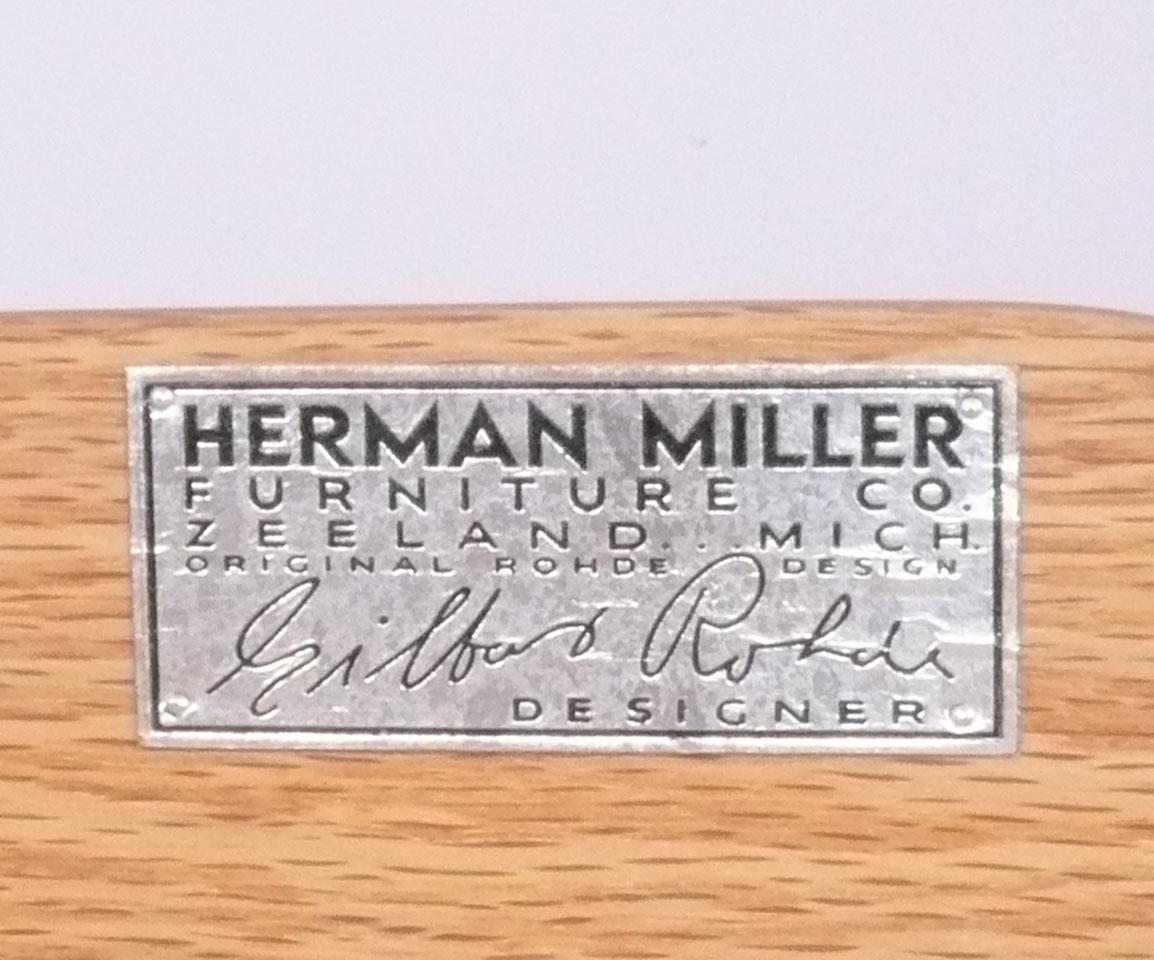 HERMAN MILLER
FURNITURE CO.
ZEELAND...MICH.
ORIGINAL ROHDE DESIGN
Gilbert Rohde
DESIGNER